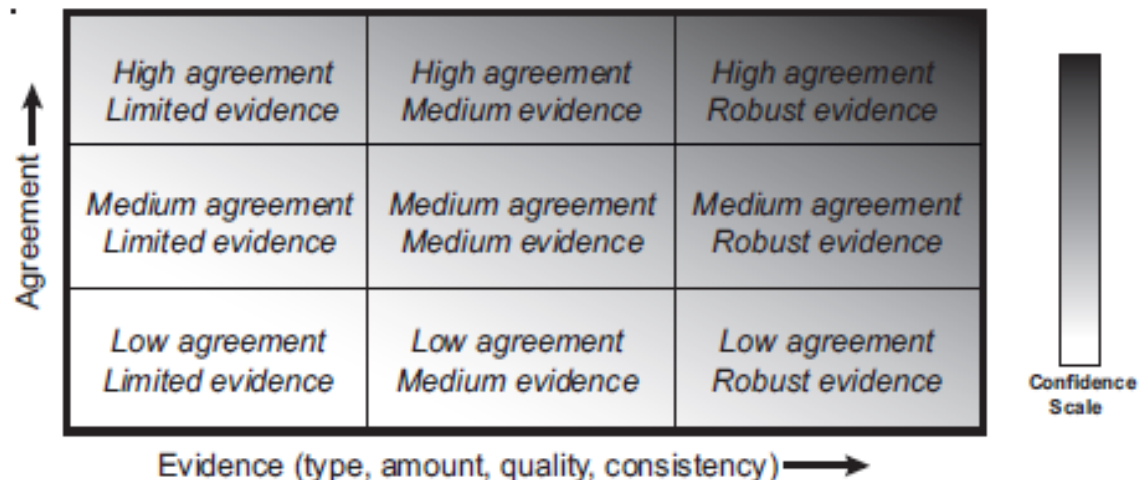 High agreement
Limited evidence
High agreement
Medium evidence
High agreement
Robust evidence
Agreement
Medium agreement
Limited evidence
Medium agreement
Medium evidence
Medium agreement
Robust evidence
Low agreement
Limited evidence
Low agreement
Medium evidence
Low agreement
Robust evidence
Evidence (type, amount, quality, consistency)
Confidence
Scale